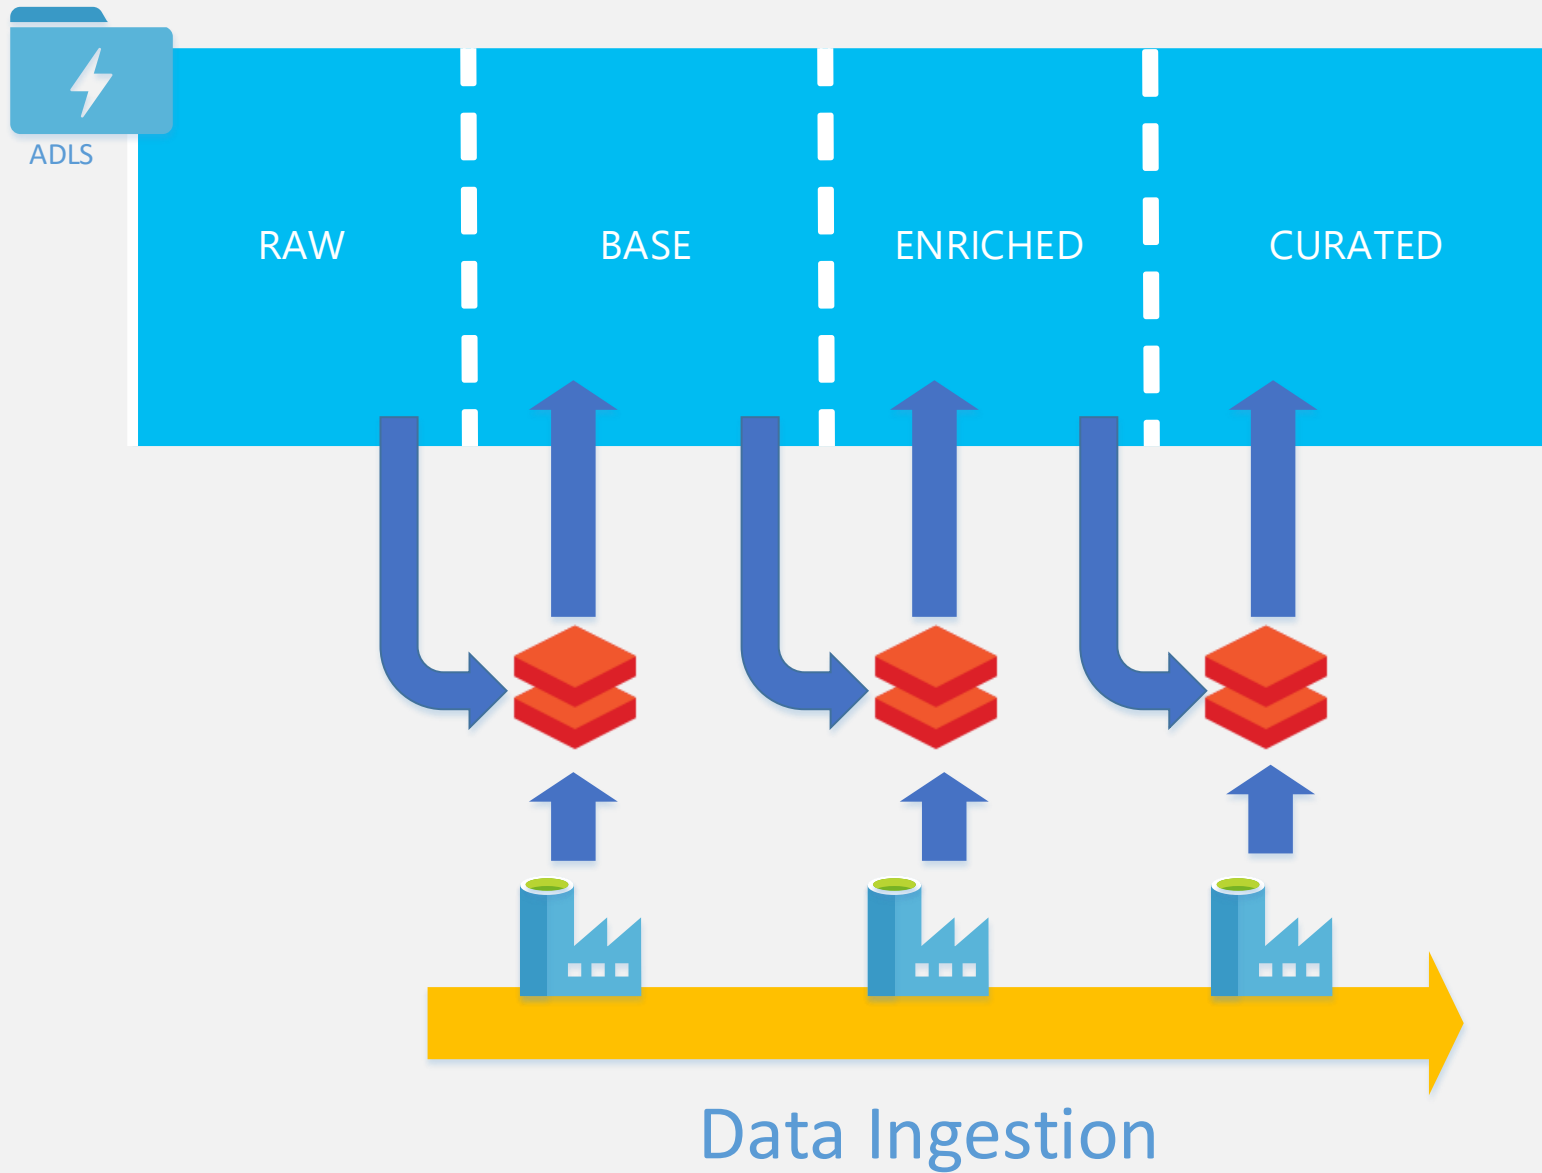 ADLS
RAW
BASE
ENRICHED
CURATED
Data Ingestion